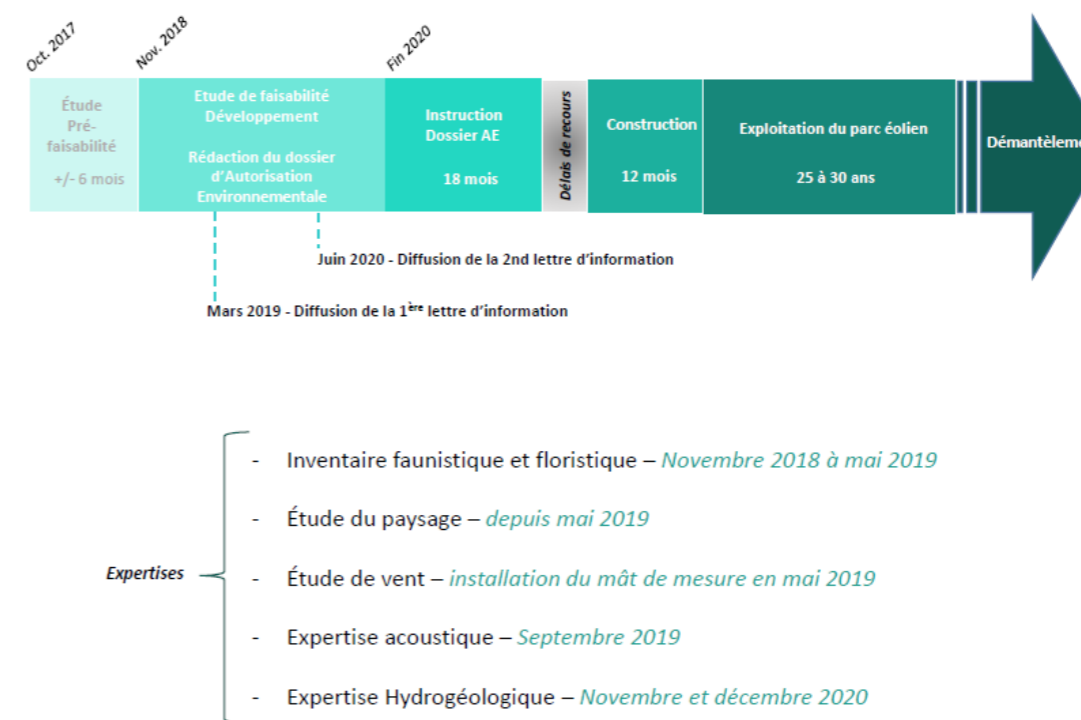 Oct. 2017
Nov. 2018
Fin 2020
Étude
Pré-
faisabilité
+/- 6 mois
Etude de faisabilité
Développement
Rédaction du dossier
d'Autorisation
Environnementale
Instruction
Dossier AE
18 mois
Délais de recours
Construction
12 mois
Exploitation du parc éolien
25 à 30 ans
Démantèleme
Juin 2020 - Diffusion de la 2nd lettre d'information
Mars 2019 - Diffusion de la 1ère lettre d'information
Expertises
- Inventaire faunistique et floristique – Novembre 2018 à mai 2019
- Étude du paysage – depuis mai 2019
- Étude de vent – installation du mât de mesure en mai 2019
- Expertise acoustique – Septembre 2019
- Expertise Hydrogéologique – Novembre et décembre 2020